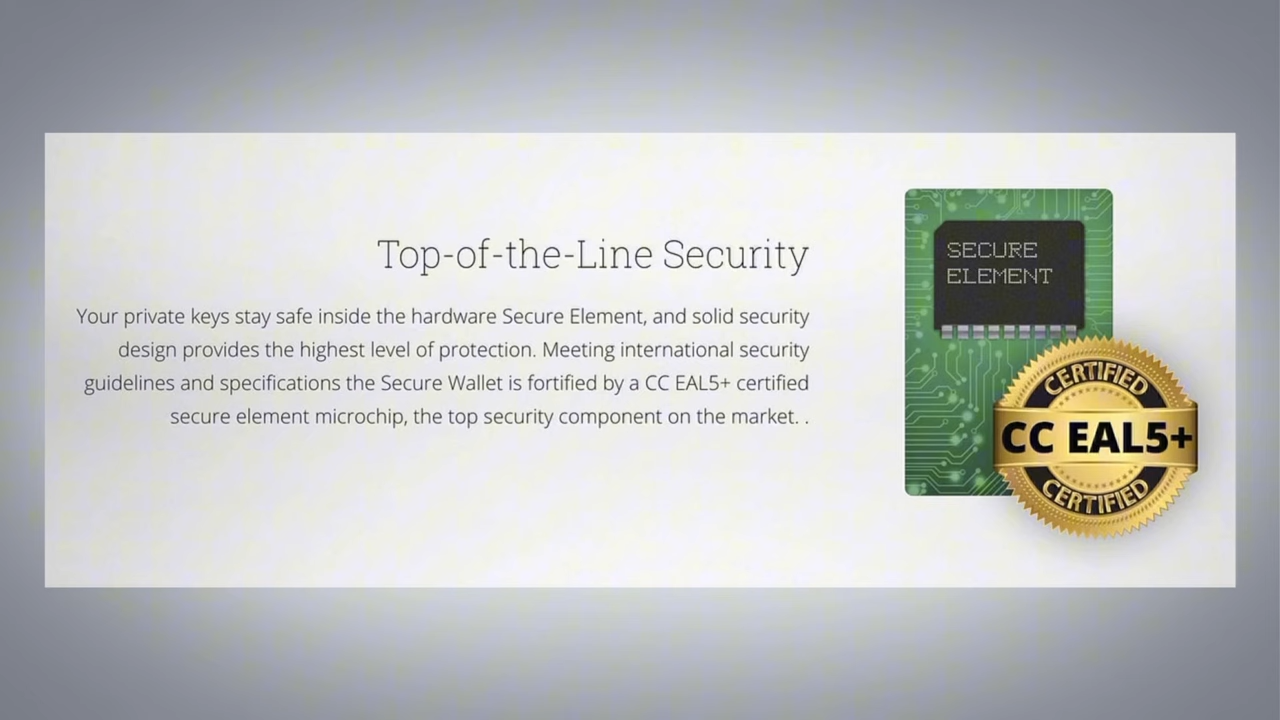 Top-of-the-Line Security
Your private keys stay safe inside the hardware Secure Element, and solid security
design provides the highest level of protection. Meeting international security
guidelines and specifications the Secure Wallet is fortified by a CC EAL5+ certified
secure element microchip, the top security component on the market. .
SECURE
ELEMENT
CERTIFIED
CC EAL5+
CERTIFIED